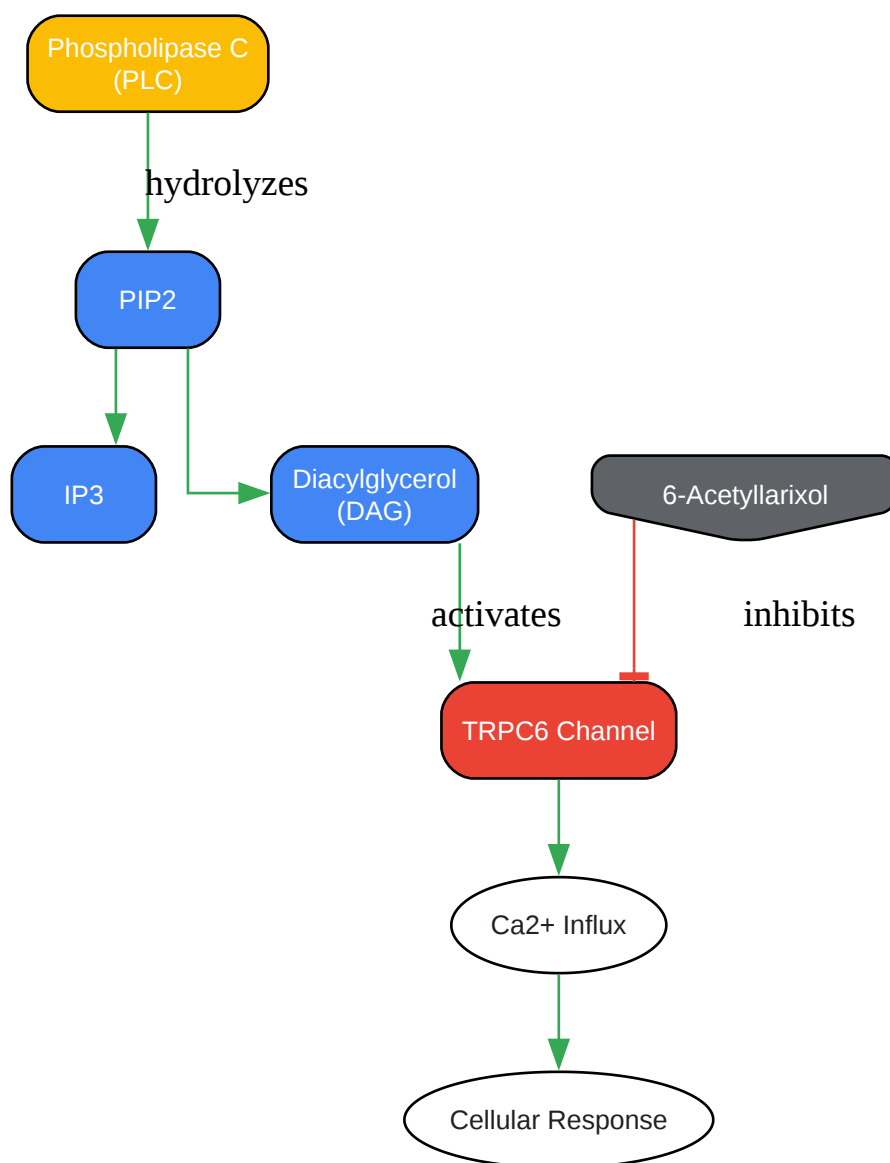 Phospholipase C
(PLC)
hydrolyzes
PIP2
IP3
Diacylglycerol
(DAG)
6-Acetyllarixol
activates
inhibits
TRPC6 Channel
Ca2+ Influx
Cellular Response